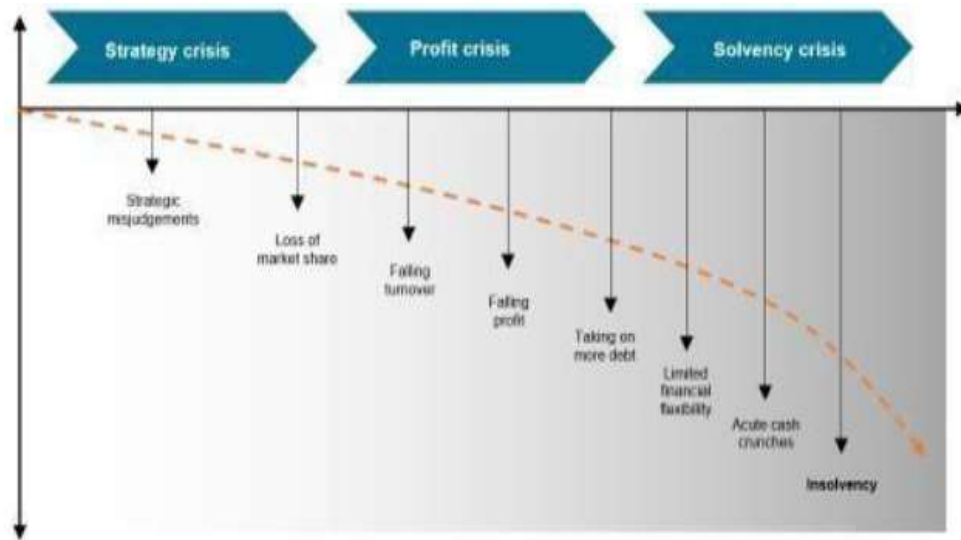 Strategy crisis
Profit crisis
Solvency crisis
Strategic
misjudgements
Loss of
market share
Falling
turnover
Falling
profit
Taking on
more debt
Limited
financial
flexibility
Acute cash
crunches
Insolvency